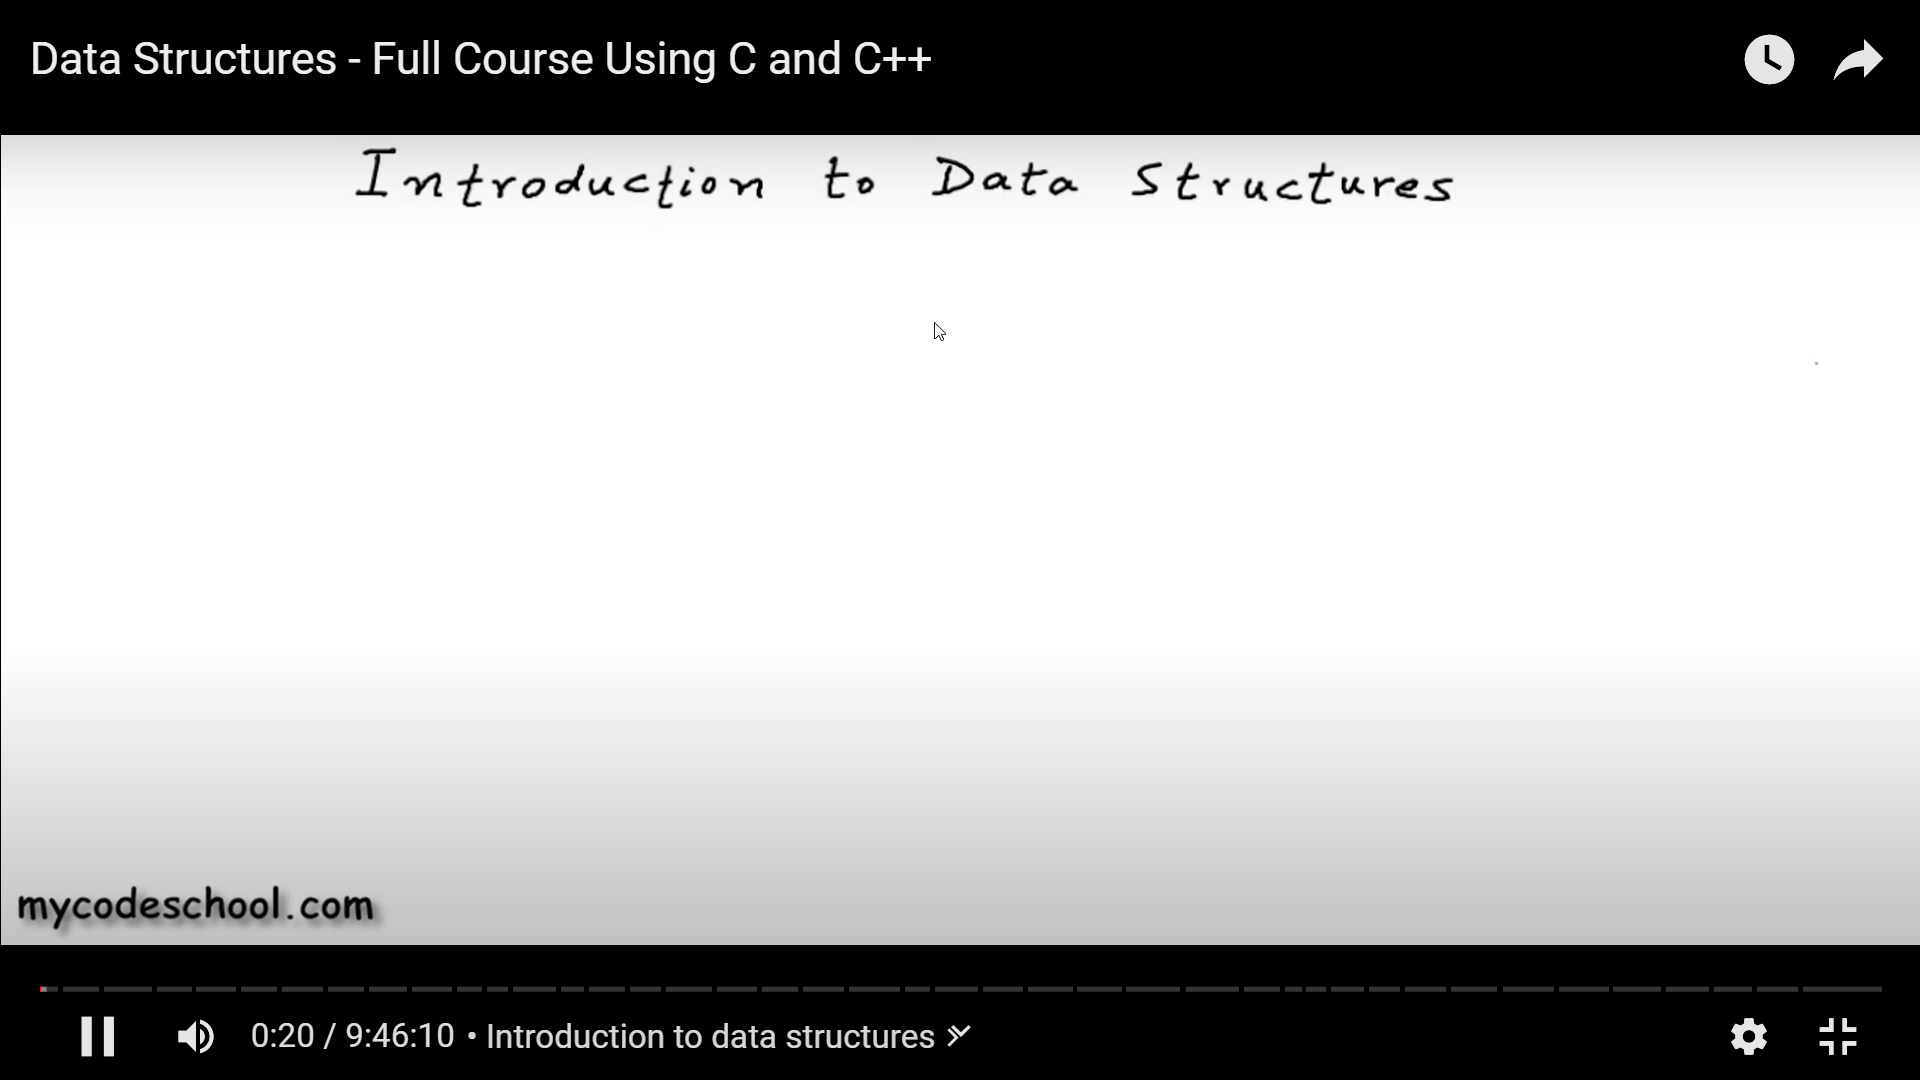 Data Structures - Full Course Using C and C++
Introduction to Data Structures
mycodeschool.com
0:20 / 9:46:10 • Introduction to data structures